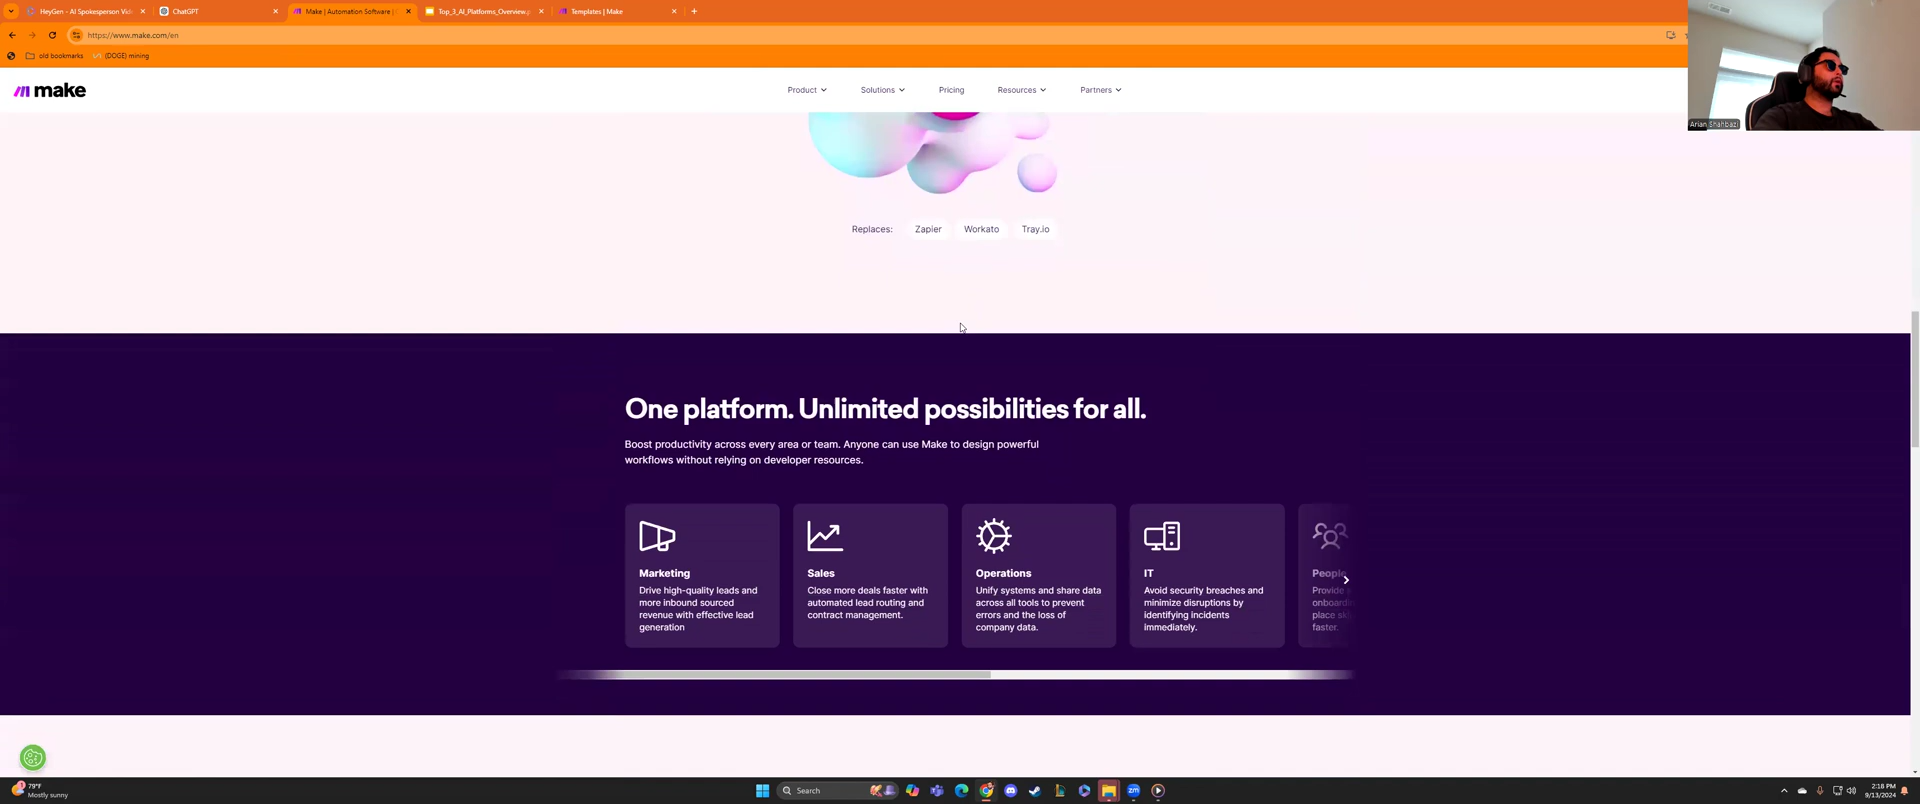 HeyGen - AI Spokesperson Vid
ChatGPT
Make | Automation Software |
Top_3_AI_Platforms_Overview.
Templates | Make
https://www.make.com/en
old bookmarks
(DOGE) mining
make
Product
Solutions
Pricing
Resources
Partners
Arian Shahbazi
Replaces:
Zapier
Workato
Tray.io
One platform. Unlimited possibilities for all.
Boost productivity across every area or team. Anyone can use Make to design powerful
workflows without relying on developer resources.
Marketing
Drive high-quality leads and
more inbound sourced
revenue with effective lead
generation
Sales
Close more deals faster with
automated lead routing and
contract management.
Operations
Unify systems and share data
across all tools to prevent
errors and the loss of
company data.
IT
Avoid security breaches and
minimize disruptions by
identifying incidents
immediately.
People
Provide
onboard
place
faster.
79°F
Mostly sunny
Search
zm
2:18 PM
9/13/2024